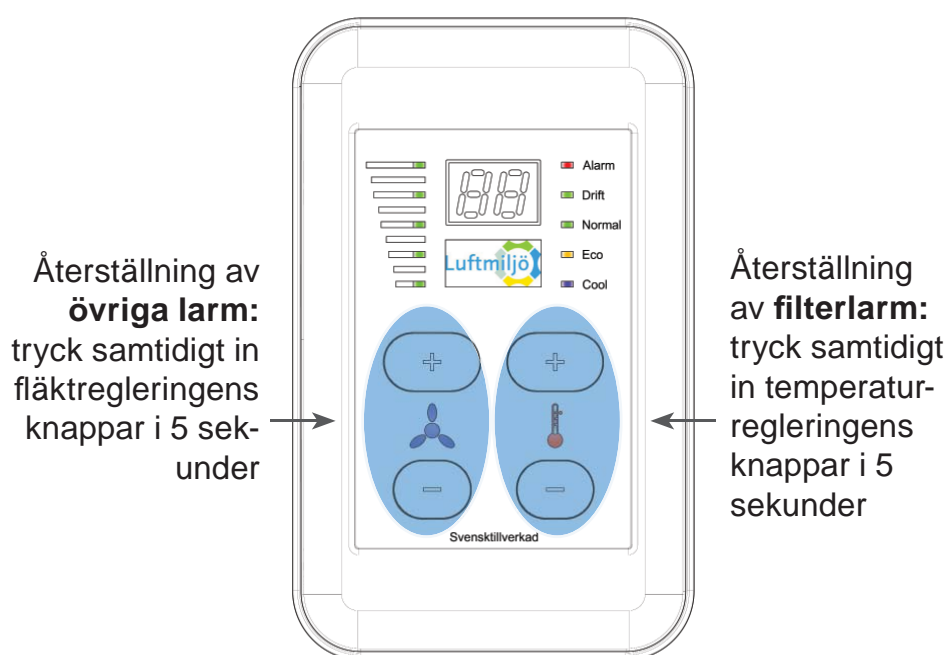 Återställning av
övriga larm:
tryck samtidigt in
fläktregleringens
knappar i 5 sek-
under
88
Alarm
Drift
Normal
Eco
Cool
Luftmiljö
+
+
−
−
Svensktillverkad
Återställning
av filterlarm:
tryck samtidigt
in temperatur-
regleringens
knappar i 5
sekunder